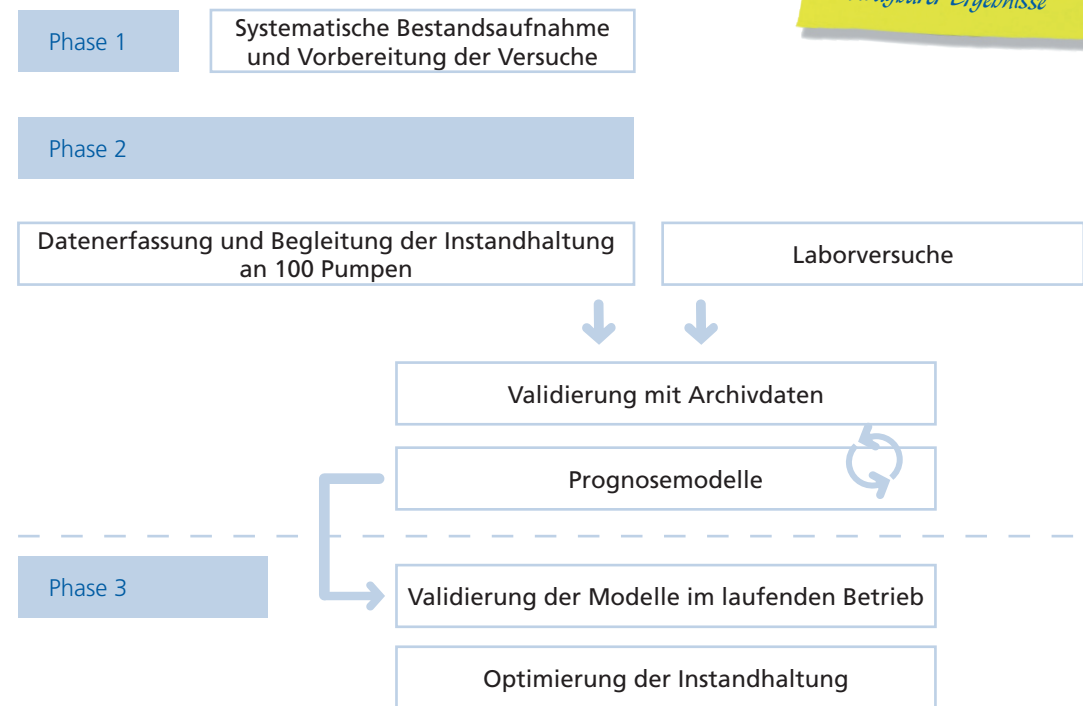 Ergebnisse
Phase 1
Systematische Bestandsaufnahme
und Vorbereitung der Versuche
Phase 2
Datenerfassung und Begleitung der Instandhaltung
an 100 Pumpen
Laborversuche
Validierung mit Archivdaten
Prognosemodelle
Phase 3
Validierung der Modelle im laufenden Betrieb
Optimierung der Instandhaltung